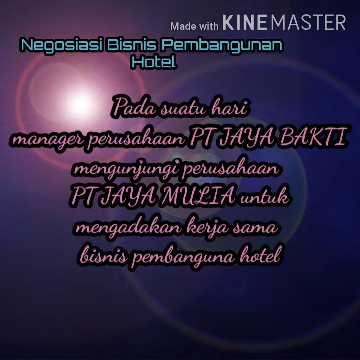 Made with KINEMASTER
Negosiasi Bisnis Pembangunan
Hotel
Pada suatu hari
manager perusahaan PT JAYA BAKTI
mengunjungi perusahaan
PT JAYA MULIA untuk
mengadakan kerja sama
bisnis pembanguna hotel